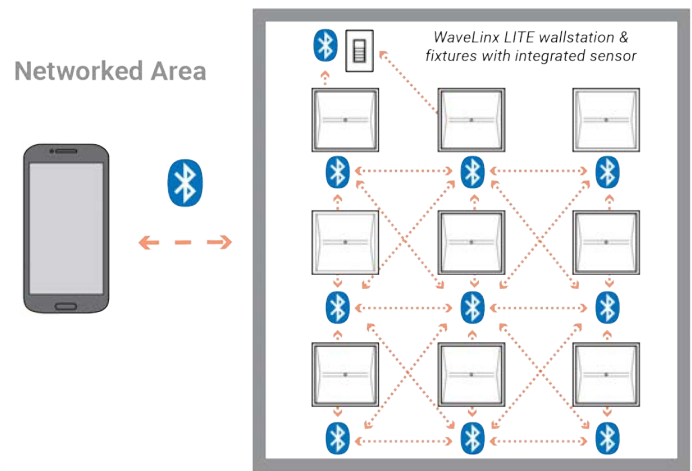 WaveLinx LITE wallstation &
fixtures with integrated sensor
Networked Area